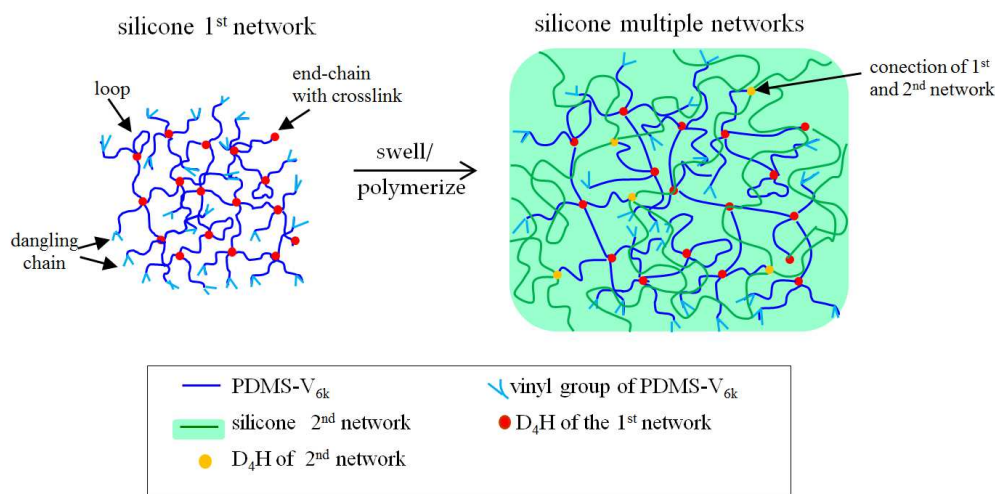 silicone 1st network
silicone multiple networks
loop
end-chain
with crosslink
conection of 1st
and 2nd network
swell/
polymerize
dangling
chain
PDMS-V6k
vinyl group of PDMS-V6k
silicone 2nd network
D4H of the 1st network
D4H of 2nd network